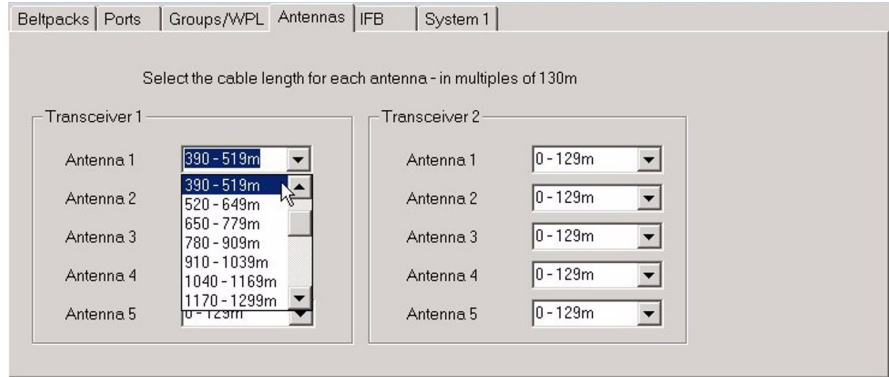 Beltpacks Ports Groups/WPL Antennas IFB System 1
Select the cable length for each antenna - in multiples of 130m
Transceiver 1
Antenna 1 390 - 519m
390 - 519m
Antenna 2 520 - 649m
650 - 779m
Antenna 3 780 - 909m
910 - 1039m
Antenna 4 1040 - 1169m
1170 - 1299m
Antenna 5 0 - 129m
Transceiver 2
Antenna 1 0 - 129m
Antenna 2 0 - 129m
Antenna 3 0 - 129m
Antenna 4 0 - 129m
Antenna 5 0 - 129m